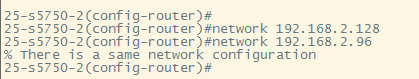 25-s5750-2(config-router)#
25-s5750-2(config-router)#network 192.168.2.128
25-s5750-2(config-router)#network 192.168.2.96
% There is a same network configuration
25-s5750-2(config-router)#